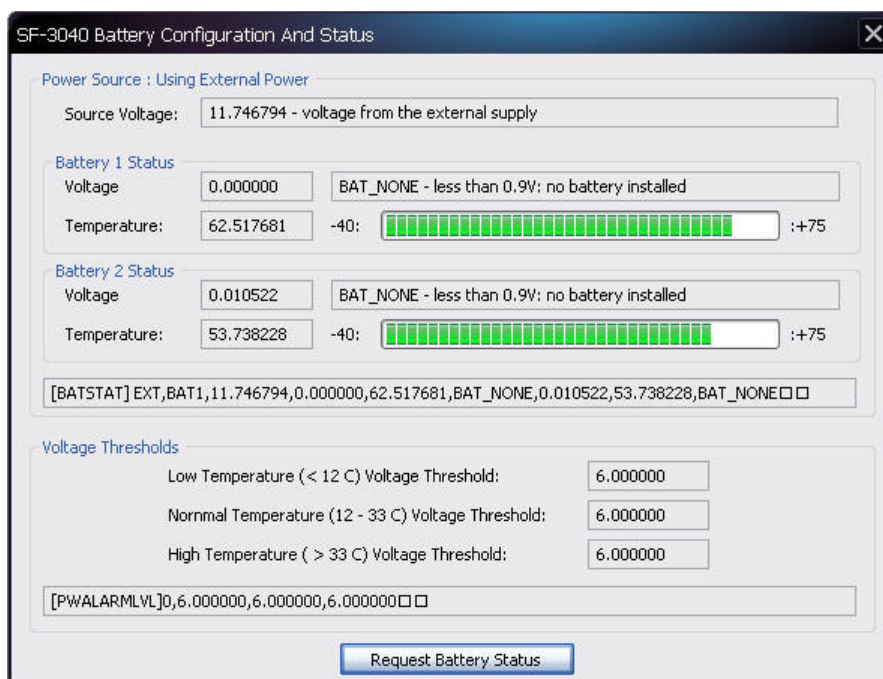 SF-3040 Battery Configuration And Status
Power Source : Using External Power
Source Voltage: 11.746794 - voltage from the external supply
Battery 1 Status
Voltage 0.000000 BAT_NONE - less than 0.9V: no battery installed
Temperature: 62.517681 -40: :+75
Battery 2 Status
Voltage 0.010522 BAT_NONE - less than 0.9V: no battery installed
Temperature: 53.738228 -40: :+75
[BATSTAT] EXT,BAT1,11.746794,0.000000,62.517681,BAT_NONE,0.010522,53.738228,BAT_NONE□□
Voltage Thresholds
Low Temperature (< 12 C) Voltage Threshold: 6.000000
Nornmal Temperature (12 - 33 C) Voltage Threshold: 6.000000
High Temperature ( > 33 C) Voltage Threshold: 6.000000
[PWALARMLVL]0,6.000000,6.000000,6.000000□□
Request Battery Status